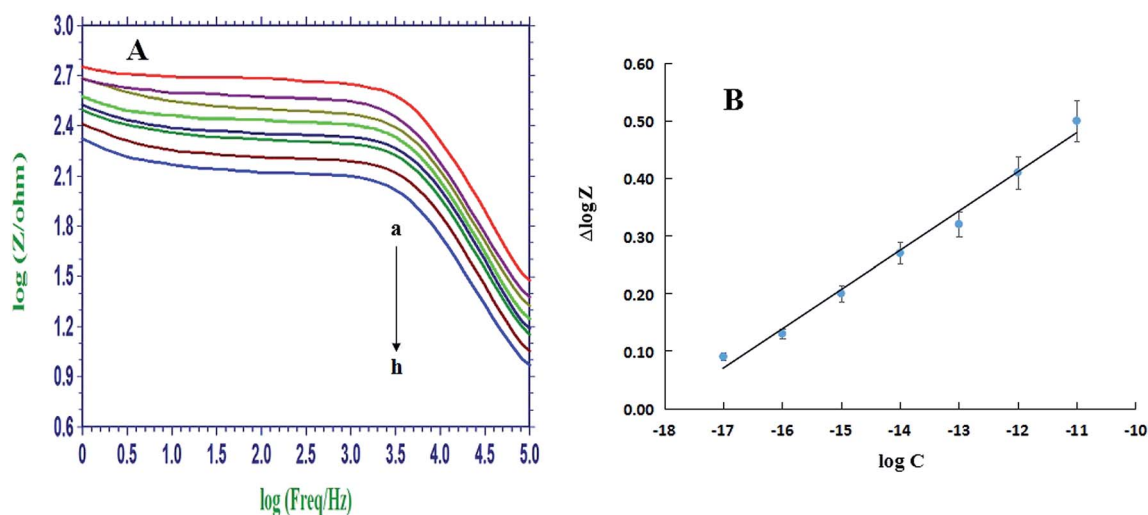 A
3.0
2.7
2.4
2.1
1.8
1.5
1.2
0.9
0.6
log (Z/ohm)
a
h
0 0.5 1.0 1.5 2.0 2.5 3.0 3.5 4.0 4.5 5.0
log (Freq/Hz)
B
0.60
0.50
0.40
0.30
0.20
0.10
0.00
ΔlogZ
-18 -17 -16 -15 -14 -13 -12 -11 -10
log C